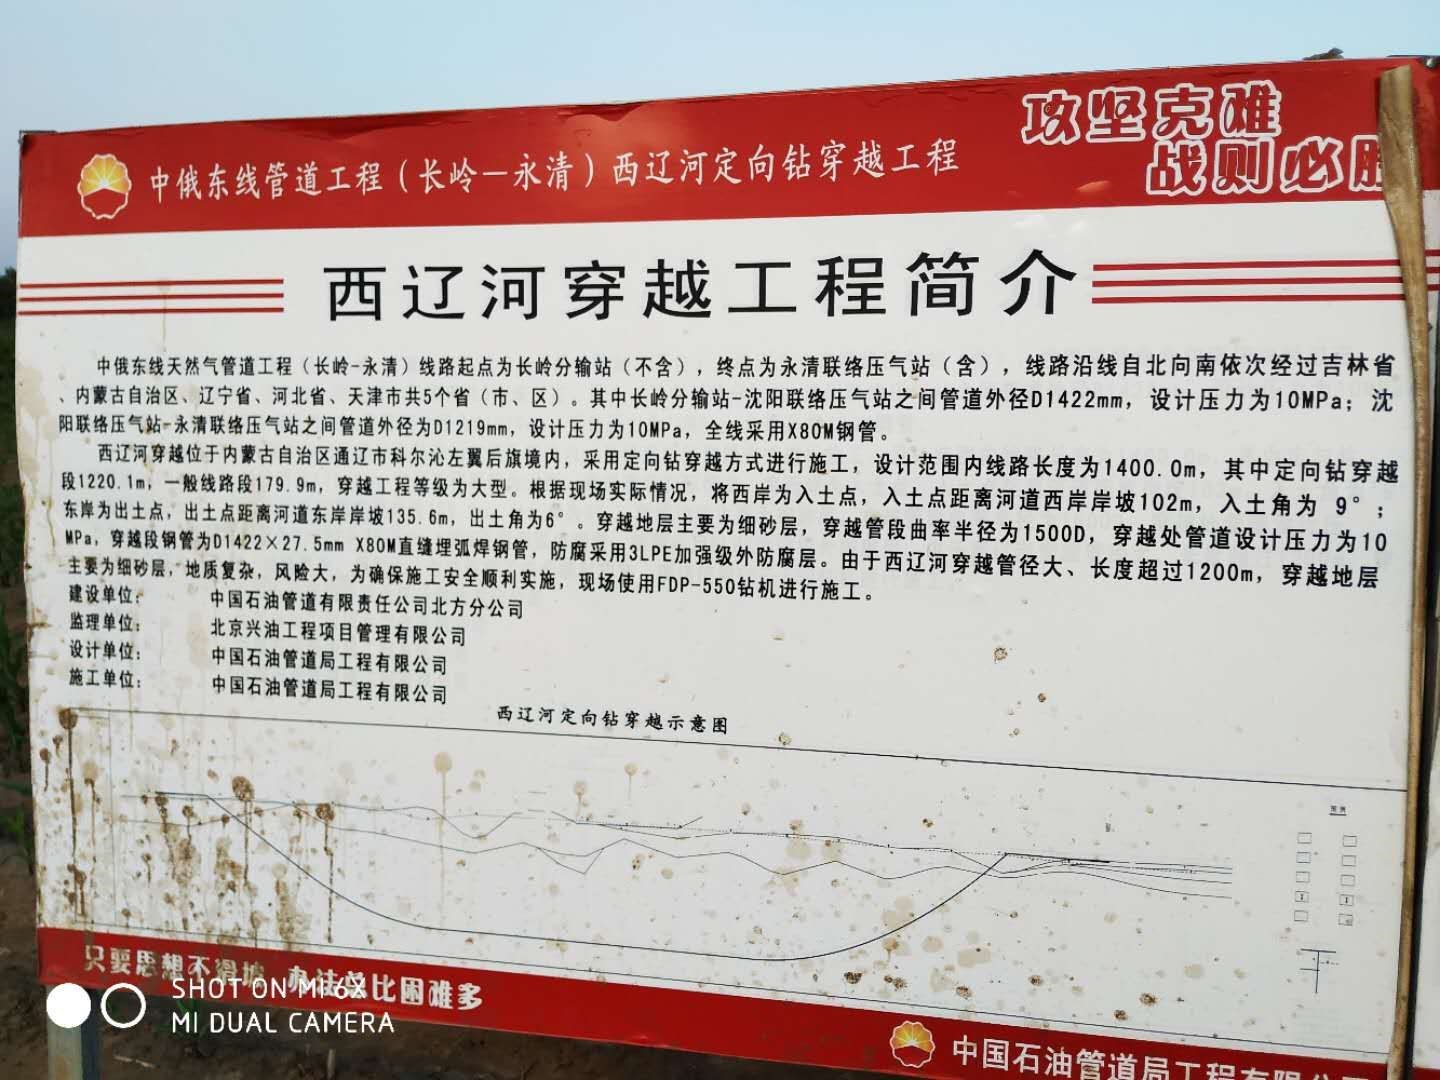 中俄东线管道工程（长岭－永清）西辽河定向钻穿越工程
攻坚克难
战则必胜
西辽河穿越工程简介
中俄东线天然气管道工程（长岭-永清）线路起点为长岭分输站（不含），终点为永清联络压气站（含），线路沿线自北向南依次经过吉林省
、内蒙古自治区、辽宁省、河北省、天津市共5个省（市、区）。其中长岭分输站-沈阳联络压气站之间管道外径D1422mm，设计压力为10MPa；沈
阳联络压气站-永清联络压气站之间管道外径为D1219mm，设计压力为10MPa，全线采用X80M钢管。
西辽河穿越位于内蒙古自治区通辽市科尔沁左翼后旗境内，采用定向钻穿越方式进行施工，设计范围内线路长度为1400.0m，其中定向钻穿越
段1220.1m，一般线路段179.9m，穿越工程等级为大型。根据现场实际情况，将西岸为入土点，入土点距离河道西岸岸坡102m，入土角为 9°；
东岸为出土点，出土点距离河道东岸岸坡135.6m，出土角为6°。穿越地层主要为细砂层，穿越管段曲率半径为1500D，穿越处管道设计压力为10
MPa，穿越段钢管为D1422×27.5mm X80M直缝埋弧焊钢管，防腐采用3LPE加强级外防腐层。由于西辽河穿越管径大、长度超过1200m，穿越地层
主要为细砂层，地质复杂，风险大，为确保施工安全顺利实施，现场使用FDP-550钻机进行施工。
建设单位： 中国石油管道有限责任公司北方分公司
监理单位： 北京兴油工程项目管理有限公司
设计单位： 中国石油管道局工程有限公司
施工单位： 中国石油管道局工程有限公司
西辽河定向钻穿越示意图
只要思想不滑坡 办法总比困难多
中国石油管道局工程有限公
SHOT ON MI 6X
MI DUAL CAMERA